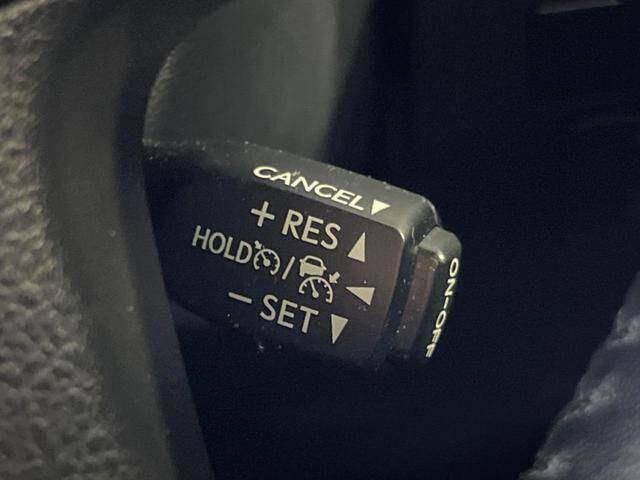 CANCEL
+ RES
HOLD /
− SET
ON-OFF